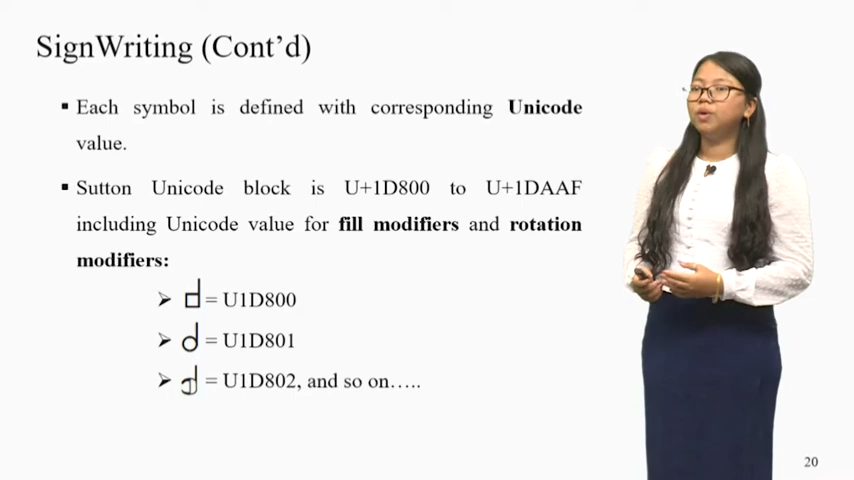 SignWriting (Cont’d)
▪ Each symbol is defined with corresponding Unicode
value.
▪ Sutton Unicode block is U+1D800 to U+1DAAF
including Unicode value for fill modifiers and rotation
modifiers:
➢ = U1D800
➢ = U1D801
➢ = U1D802, and so on…..
20